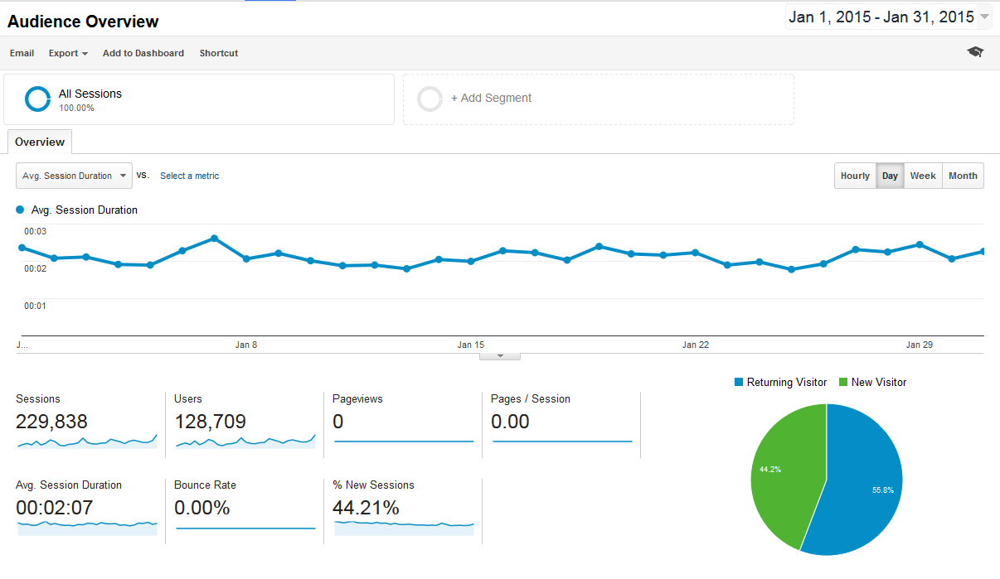 Audience Overview
Jan 1, 2015 - Jan 31, 2015
Email Export Add to Dashboard Shortcut
All Sessions
100.00%
+ Add Segment
Overview
Avg. Session Duration VS. Select a metric
Hourly Day Week Month
Avg. Session Duration
00:03
00:02
00:01
J... Jan 8 Jan 15 Jan 22 Jan 29
Returning Visitor New Visitor
Sessions Users Pageviews Pages / Session
229,838 128,709 0 0.00
44.2%
55.8%
Avg. Session Duration Bounce Rate % New Sessions
00:02:07 0.00% 44.21%